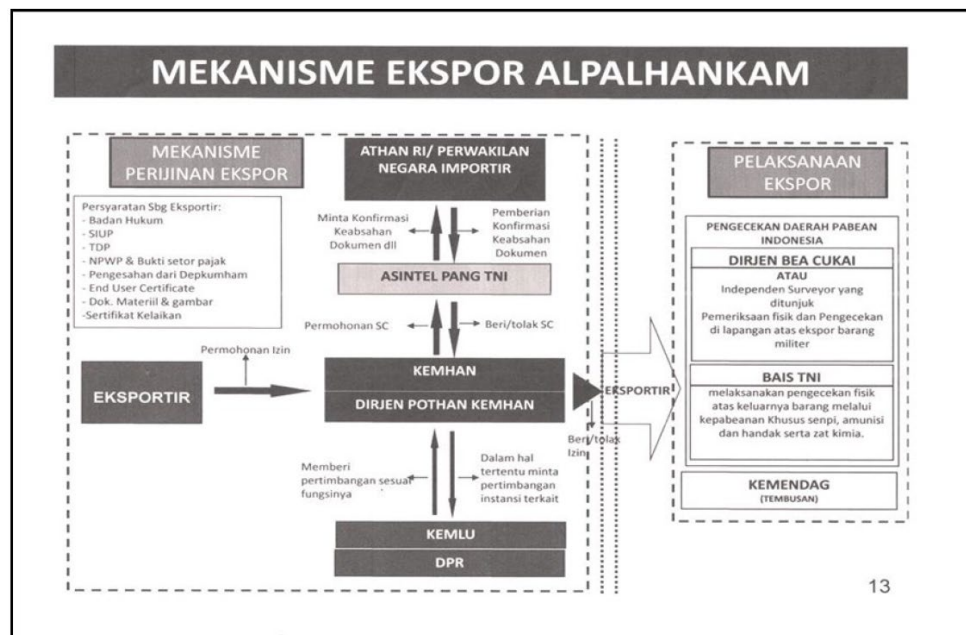 MEKANISME EKSPOR ALPALHANKAM
MEKANISME
PERIJINAN EKSPOR
Persyaratan Sbg Eksportir:
- Badan Hukum
- SIUP
- TDP
- NPWP & Bukti setor pajak
- Pengesahan dari Depkumham
- End User Certificate
- Dok. Materiil & gambar
-Sertifikat Kelaikan
ATHAN RI/ PERWAKILAN
NEGARA IMPORTIR
Minta Konfirmasi
Keabsahan
Dokumen dll
Pemberian
Konfirmasi
Keabsahan
Dokumen
ASINTEL PANG TNI
Permohonan SC
Beri/tolak SC
Permohonan Izin
EKSPORTIR
KEMHAN
DIRJEN POTHAN KEMHAN
EKSPORTIR
Beri/tolak
Izin
Memberi
pertimbangan sesuai
fungsinya
Dalam hal
tertentu minta
pertimbangan
instansi terkait
KEMLU
DPR
PELAKSANAAN
EKSPOR
PENGECEKAN DAERAH PABEAN
INDONESIA
DIRJEN BEA CUKAI
ATAU
Independen Surveyor yang
ditunjuk
Pemeriksaan fisik dan Pengecekan
di lapangan atas ekspor barang
militer
BAIS TNI
melaksanakan pengecekan fisik
atas keluarnya barang melalui
kepabeanan Khusus senpi, amunisi
dan handak serta zat kimia.
KEMENDAG
(TEMBUSAN)
13